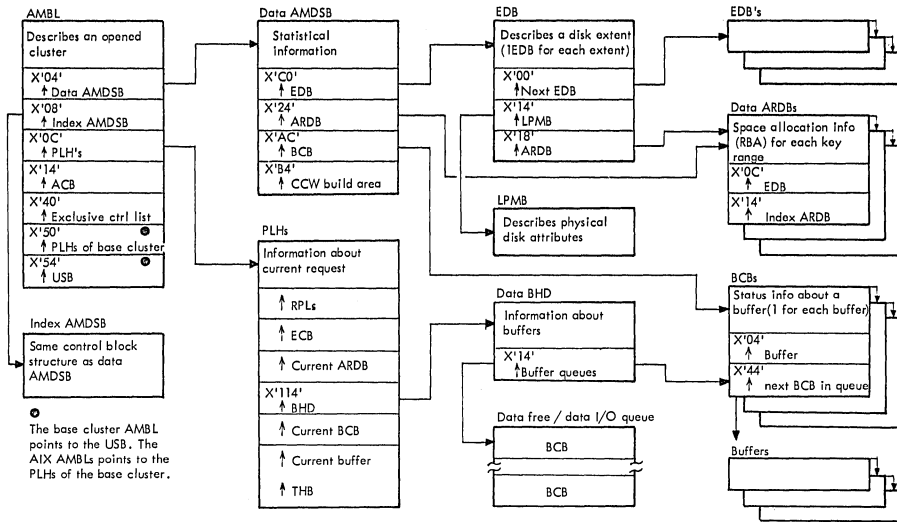 AMBL
Describes an opened
cluster
X'04'
↑ Data AMDSB
X'08'
↑ Index AMDSB
X'0C'
↑ PLH's
X'14'
↑ ACB
X'40'
↑ Exclusive ctrl list
X'50'
↑ PLHs of base cluster
X'54'
↑ USB
Index AMDSB
Same control block
structure as data
AMDSB
The base cluster AMBL
points to the USB. The
AIX AMBLs points to the
PLHs of the base cluster.
Data AMDSB
Statistical
information
X'C0'
↑ EDB
X'24'
↑ ARDB
X'AC'
↑ BCB
X'B4'
↑ CCW build area
PLHs
Information about
current request
↑ RPLs
↑ ECB
↑ Current ARDB
X'114'
↑ BHD
↑ Current BCB
↑ Current buffer
↑ THB
EDB
Describes a disk extent
(1EDB for each extent)
X'00'
↑Next EDB
X'14'
↑LPMB
X'18'
↑ARDB
LPMB
Describes physical
disk attributes
Data BHD
Information about
buffers
X'14'
↑Buffer queues
Data free / data I/O queue
BCB
BCB
EDB's
Data ARDBs
Space allocation info
(RBA) for each key
range
X'0C'
↑ EDB
X'14'
↑ Index ARDB
BCBs
Status info about a
buffer(1 for each buffer)
X'04'
↑ Buffer
X'44'
↑ next BCB in queue
Buffers